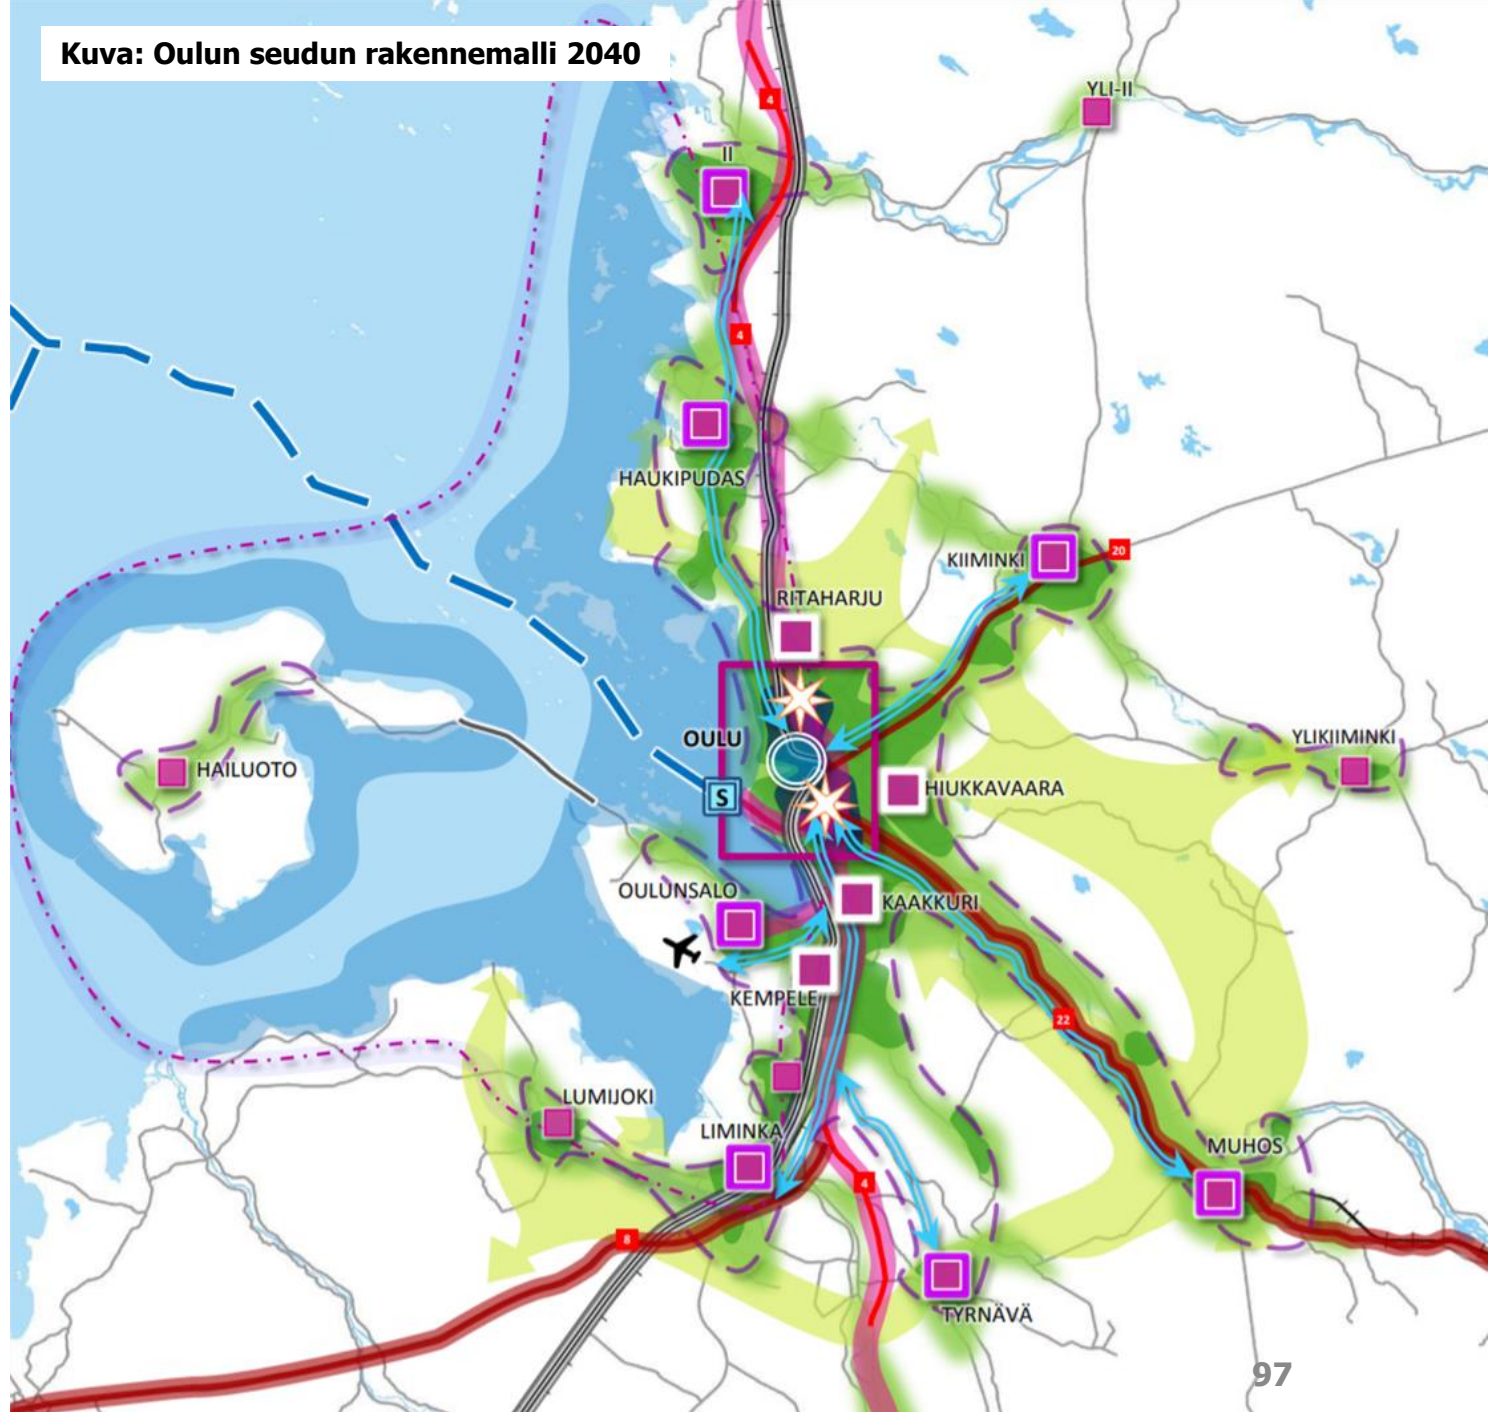 Kuva: Oulun seudun rakennemalli 2040
4
YLI-II
II
4
HAUKIPUDAS
KIIMINKI
20
RITAHARJU
OULU
YLIKIIMINKI
HAILUOTO
S
HIUKKAVAARA
OULUNSALO
KAAKKURI
KEMPELE
22
LUMIJOKI
LIMINKA
MUHOS
4
8
TYRNÄVÄ
97